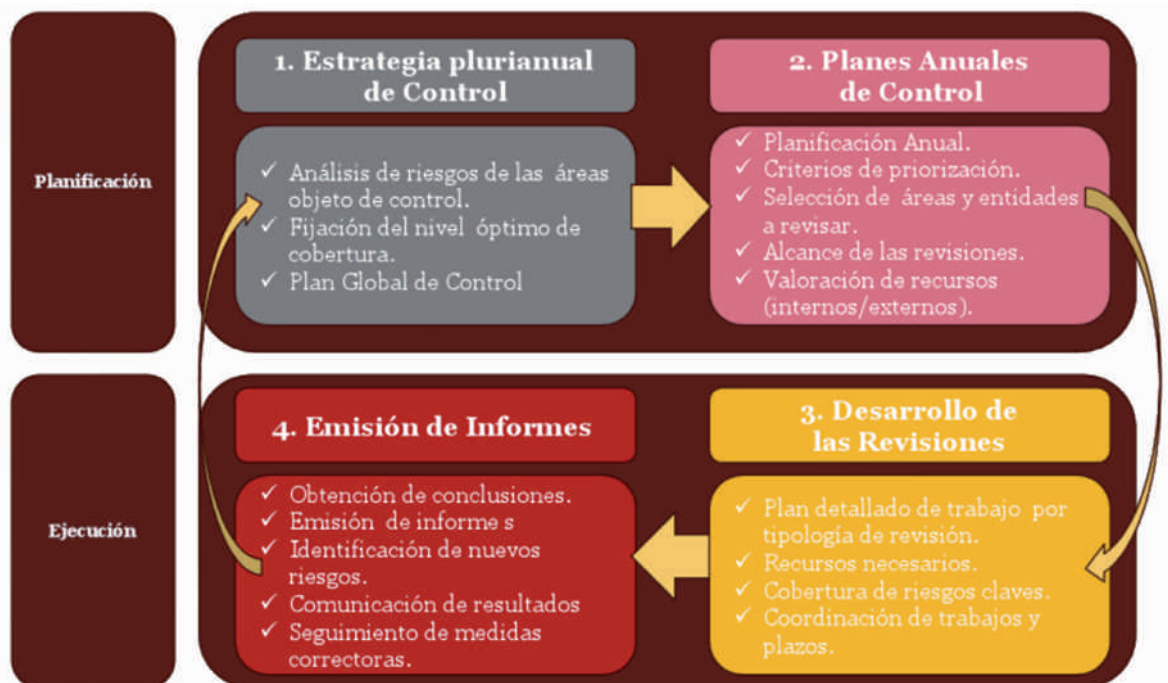 Planificación
1. Estrategia plurianual
de Control
✓ Análisis de riesgos de las áreas
objeto de control.
✓ Fijación del nivel óptimo de
cobertura.
✓ Plan Global de Control
2. Planes Anuales
de Control
✓ Planificación Anual.
✓ Criterios de priorización.
✓ Selección de áreas y entidades
a revisar.
✓ Alcance de las revisiones.
✓ Valoración de recursos
(internos/externos).
Ejecución
4. Emisión de Informes
✓ Obtención de conclusiones.
✓ Emisión de informe s
✓ Identificación de nuevos
riesgos.
✓ Comunicación de resultados
✓ Seguimiento de medidas
correctoras.
3. Desarrollo de
las Revisiones
✓ Plan detallado de trabajo por
tipología de revisión.
✓ Recursos necesarios.
✓ Cobertura de riesgos claves.
✓ Coordinación de trabajos y
plazos.